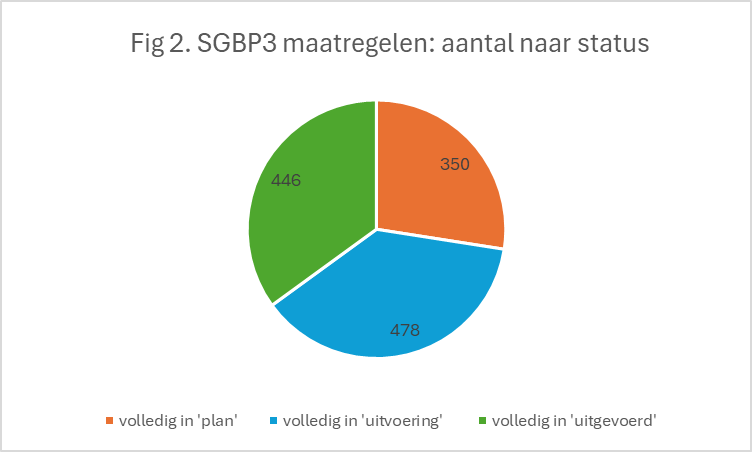 Fig 2. SGBP3 maatregelen: aantal naar status
350
446
478
volledig in 'plan' volledig in 'uitvoering' volledig in 'uitgevoerd'